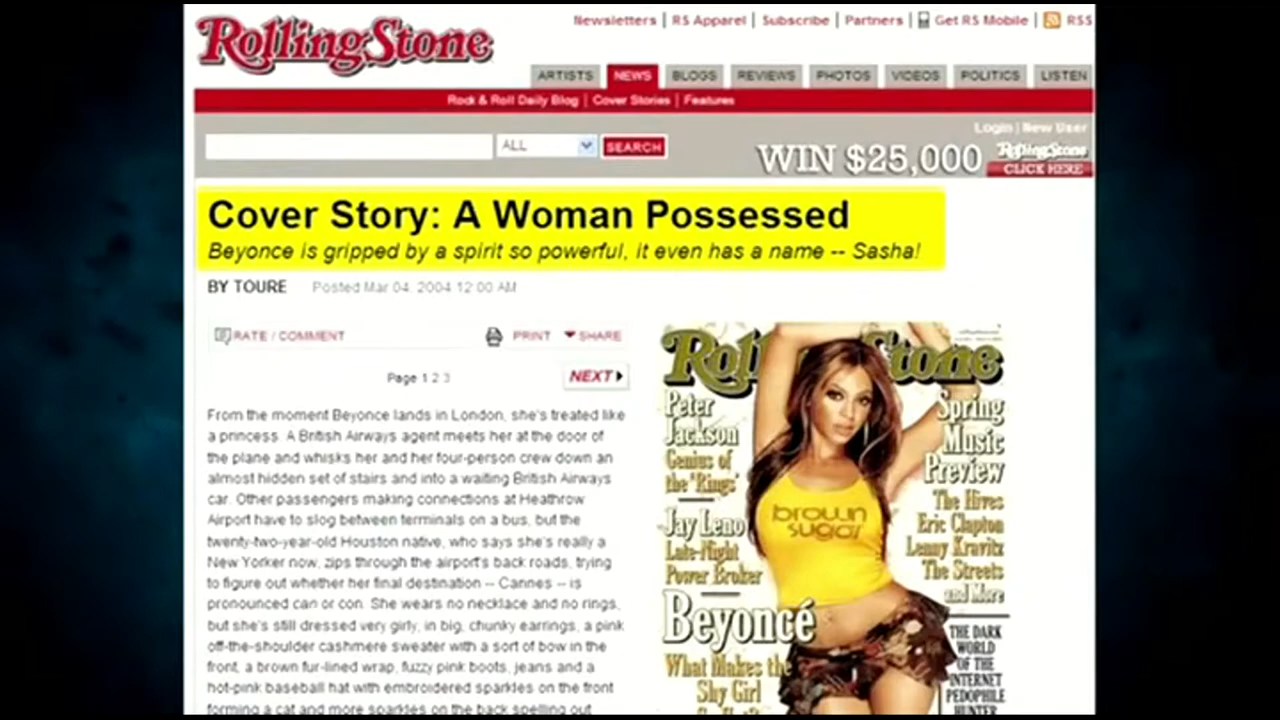 RollingStone
Newsletters | RS Apparel | Subscribe | Partners | Get RS Mobile | RSS
ARTISTS NEWS BLOGS REVIEWS PHOTOS VIDEOS POLITICS LISTEN
Rock & Roll Daily Blog | Cover Stories | Features
Login | New User
ALL SEARCH WIN $25,000 RollingStone
CLICK HERE
Cover Story: A Woman Possessed
Beyonce is gripped by a spirit so powerful, it even has a name -- Sasha!
BY TOURE Posted Mar 04, 2004 12:00 AM
RATE / COMMENT PRINT SHARE
Page 1 2 3 NEXT
From the moment Beyonce lands in London, she's treated like
a princess. A British Airways agent meets her at the door of
the plane and whisks her and her four-person crew down an
almost hidden set of stairs and into a waiting British Airways
car. Other passengers making connections at Heathrow
Airport have to slog between terminals on a bus, but the
twenty-two-year-old Houston native, who says she's really a
New Yorker now, zips through the airport's back roads, trying
to figure out whether her final destination -- Cannes -- is
pronounced can or con. She wears no necklace and no rings,
but she's still dressed very girly, in big, chunky earrings, a pink
off-the-shoulder cashmere sweater with a sort of bow in the
front, a brown fur-lined wrap, fuzzy pink boots, jeans and a
hot-pink baseball hat with embroidered sparkles on the front
forming a cat and more sparkles on the back spelling out
Rolling Stone
Peter
Jackson
Genius of
the 'Rings'
Jay Leno
Late-Night
Power Broker
Beyoncé
What Makes the
Shy Girl
brown
sugar
Spring
Music
Preview
The Hives
Eric Clapton
Lenny Kravitz
The Streets
and More
THE DARK
WORLD
OF THE
INTERNET
PEDOPHILE
HUNTER